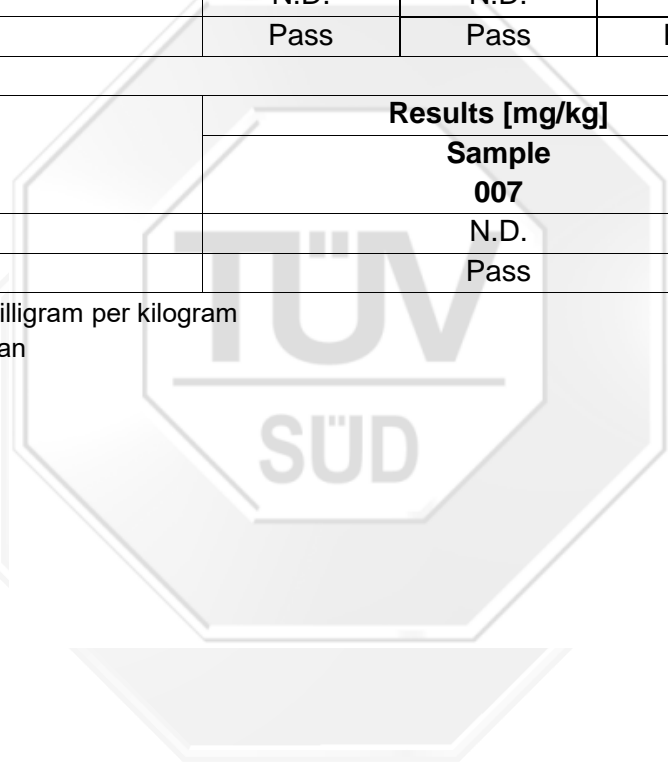 N.D. N.D.
Pass Pass
Results [mg/kg]
Sample
007
N.D.
Pass
illigram per kilogram
an
TÜV
SÜD